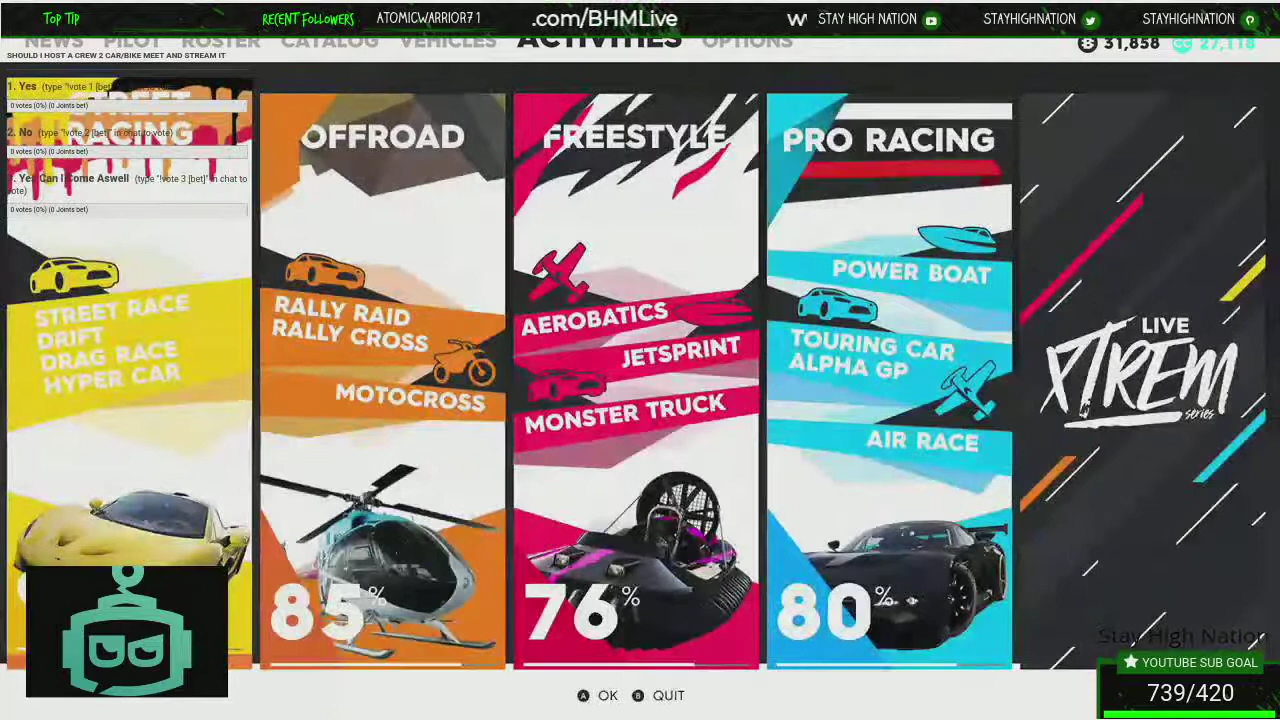 TOP TIP
RECENT FOLLOWERS
ATOMICWARRIOR71
.com/BHMLive
STAY HIGH NATION
STAYHIGHNATION
STAYHIGHNATION
NEWS PILOT ROSTER CATALOG VEHICLES ACTIVITIES OPTIONS
31,858
CC 27,118
SHOULD I HOST A CREW 2 CAR/BIKE MEET AND STREAM IT
1. Yes (type "!vote 1 [bet]"
0 votes (0%) (0 Joints bet)
2. No (type "!vote 2 [bet]" in chat to vote)
0 votes (0%) (0 Joints bet)
Yes Can I Come Aswell (type "!vote 3 [bet]" in chat to
vote)
0 votes (0%) (0 Joints bet)
STREET
RACING
STREET RACE
DRIFT
DRAG RACE
HYPER CAR
OFFROAD
RALLY RAID
RALLY CROSS
MOTOCROSS
85%
FREESTYLE
AEROBATICS
JETSPRINT
MONSTER TRUCK
76%
PRO RACING
POWER BOAT
TOURING CAR
ALPHA GP
AIR RACE
80%
LIVE
XTREM
series
Stay High Nation
YOUTUBE SUB GOAL
739/420
A OK B QUIT